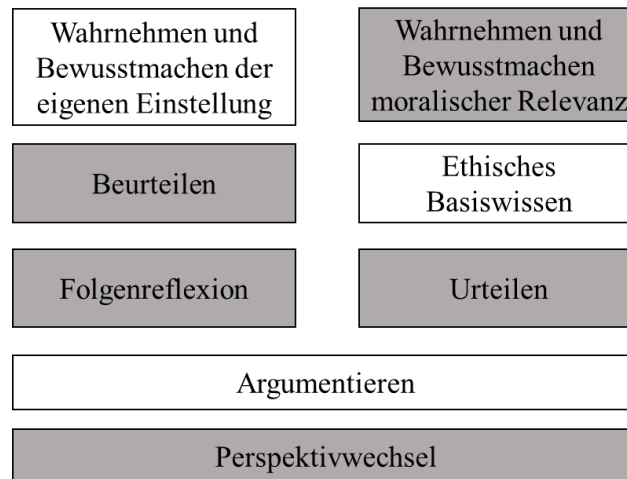 Wahrnehmen und
Bewusstmachen der
eigenen Einstellung
Wahrnehmen und
Bewusstmachen
moralischer Relevanz
Beurteilen
Ethisches
Basiswissen
Folgenreflexion
Urteilen
Argumentieren
Perspektivwechsel